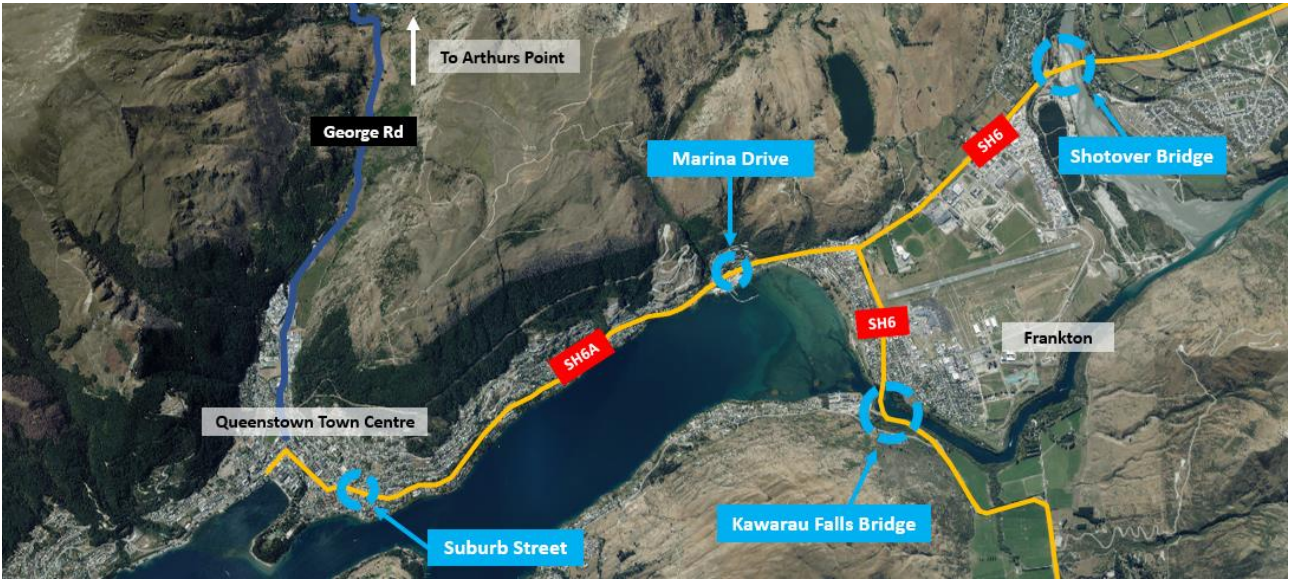 To Arthurs Point
George Rd
Marina Drive
SH6
Shotover Bridge
SH6A
SH6
Frankton
Queenstown Town Centre
Suburb Street
Kawarau Falls Bridge